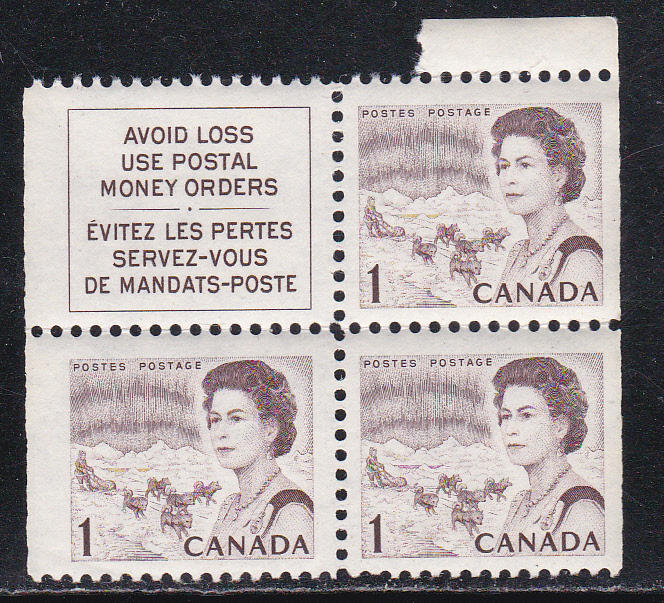 AVOID LOSS
USE POSTAL
MONEY ORDERS
ÉVITEZ LES PERTES
SERVEZ-VOUS
DE MANDATS-POSTE
POSTES POSTAGE
1 CANADA
POSTES POSTAGE
1 CANADA
POSTES POSTAGE
1 CANADA